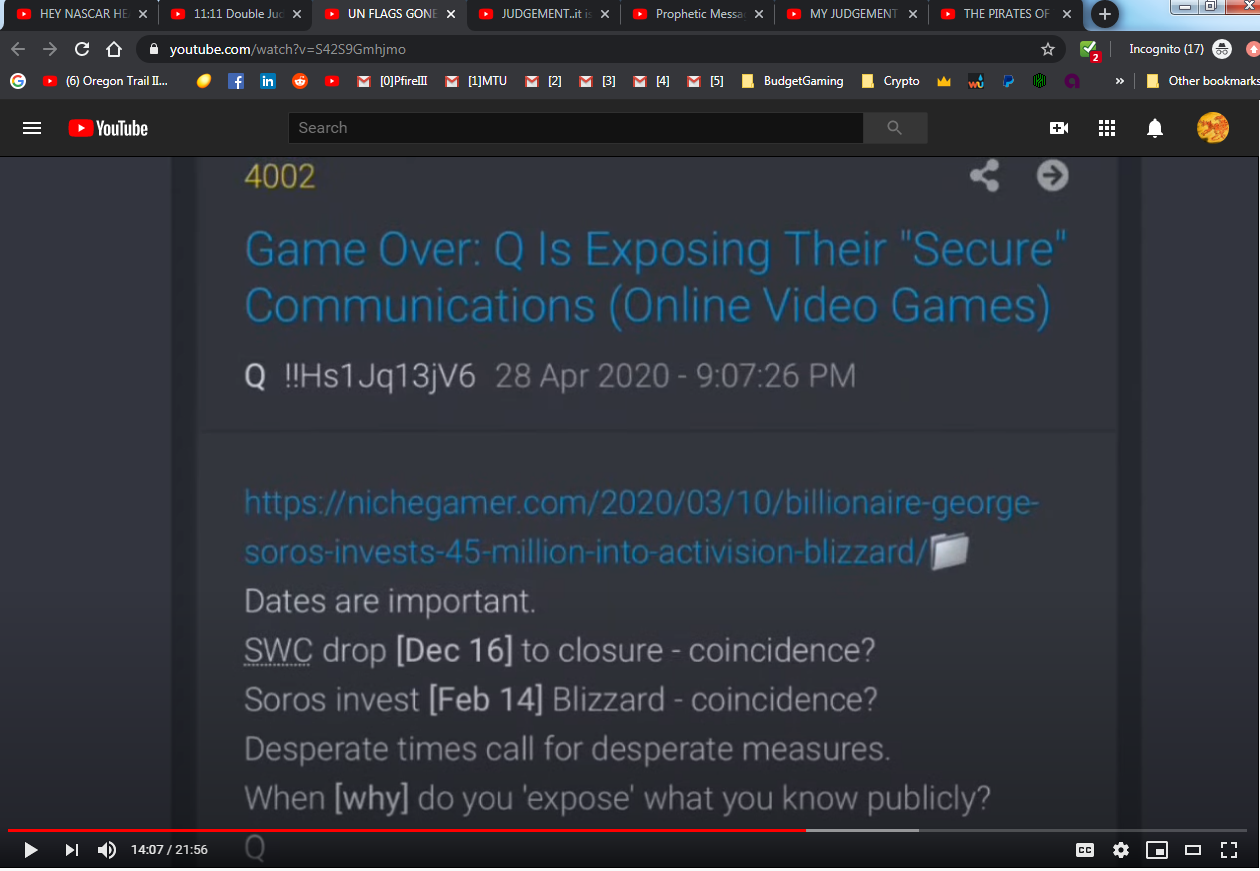 HEY NASCAR HE
11:11 Double Jud
UN FLAGS GONE
JUDGEMENT..it is
Prophetic Messa
MY JUDGEMENT
THE PIRATES OF
youtube.com/watch?v=S42S9Gmhjmo
2
Incognito (17)
(6) Oregon Trail II...
[0]PfireIII
[1]MTU
[2]
[3]
[4]
[5]
BudgetGaming
Crypto
»
Other bookmarks
YouTube
Search
4002
Game Over: Q Is Exposing Their "Secure"
Communications (Online Video Games)
Q !!Hs1Jq13jV6 28 Apr 2020 - 9:07:26 PM
https://nichegamer.com/2020/03/10/billionaire-george-
soros-invests-45-million-into-activision-blizzard/
Dates are important.
SWC drop [Dec 16] to closure - coincidence?
Soros invest [Feb 14] Blizzard - coincidence?
Desperate times call for desperate measures.
When [why] do you 'expose' what you know publicly?
Q
14:07 / 21:56
CC